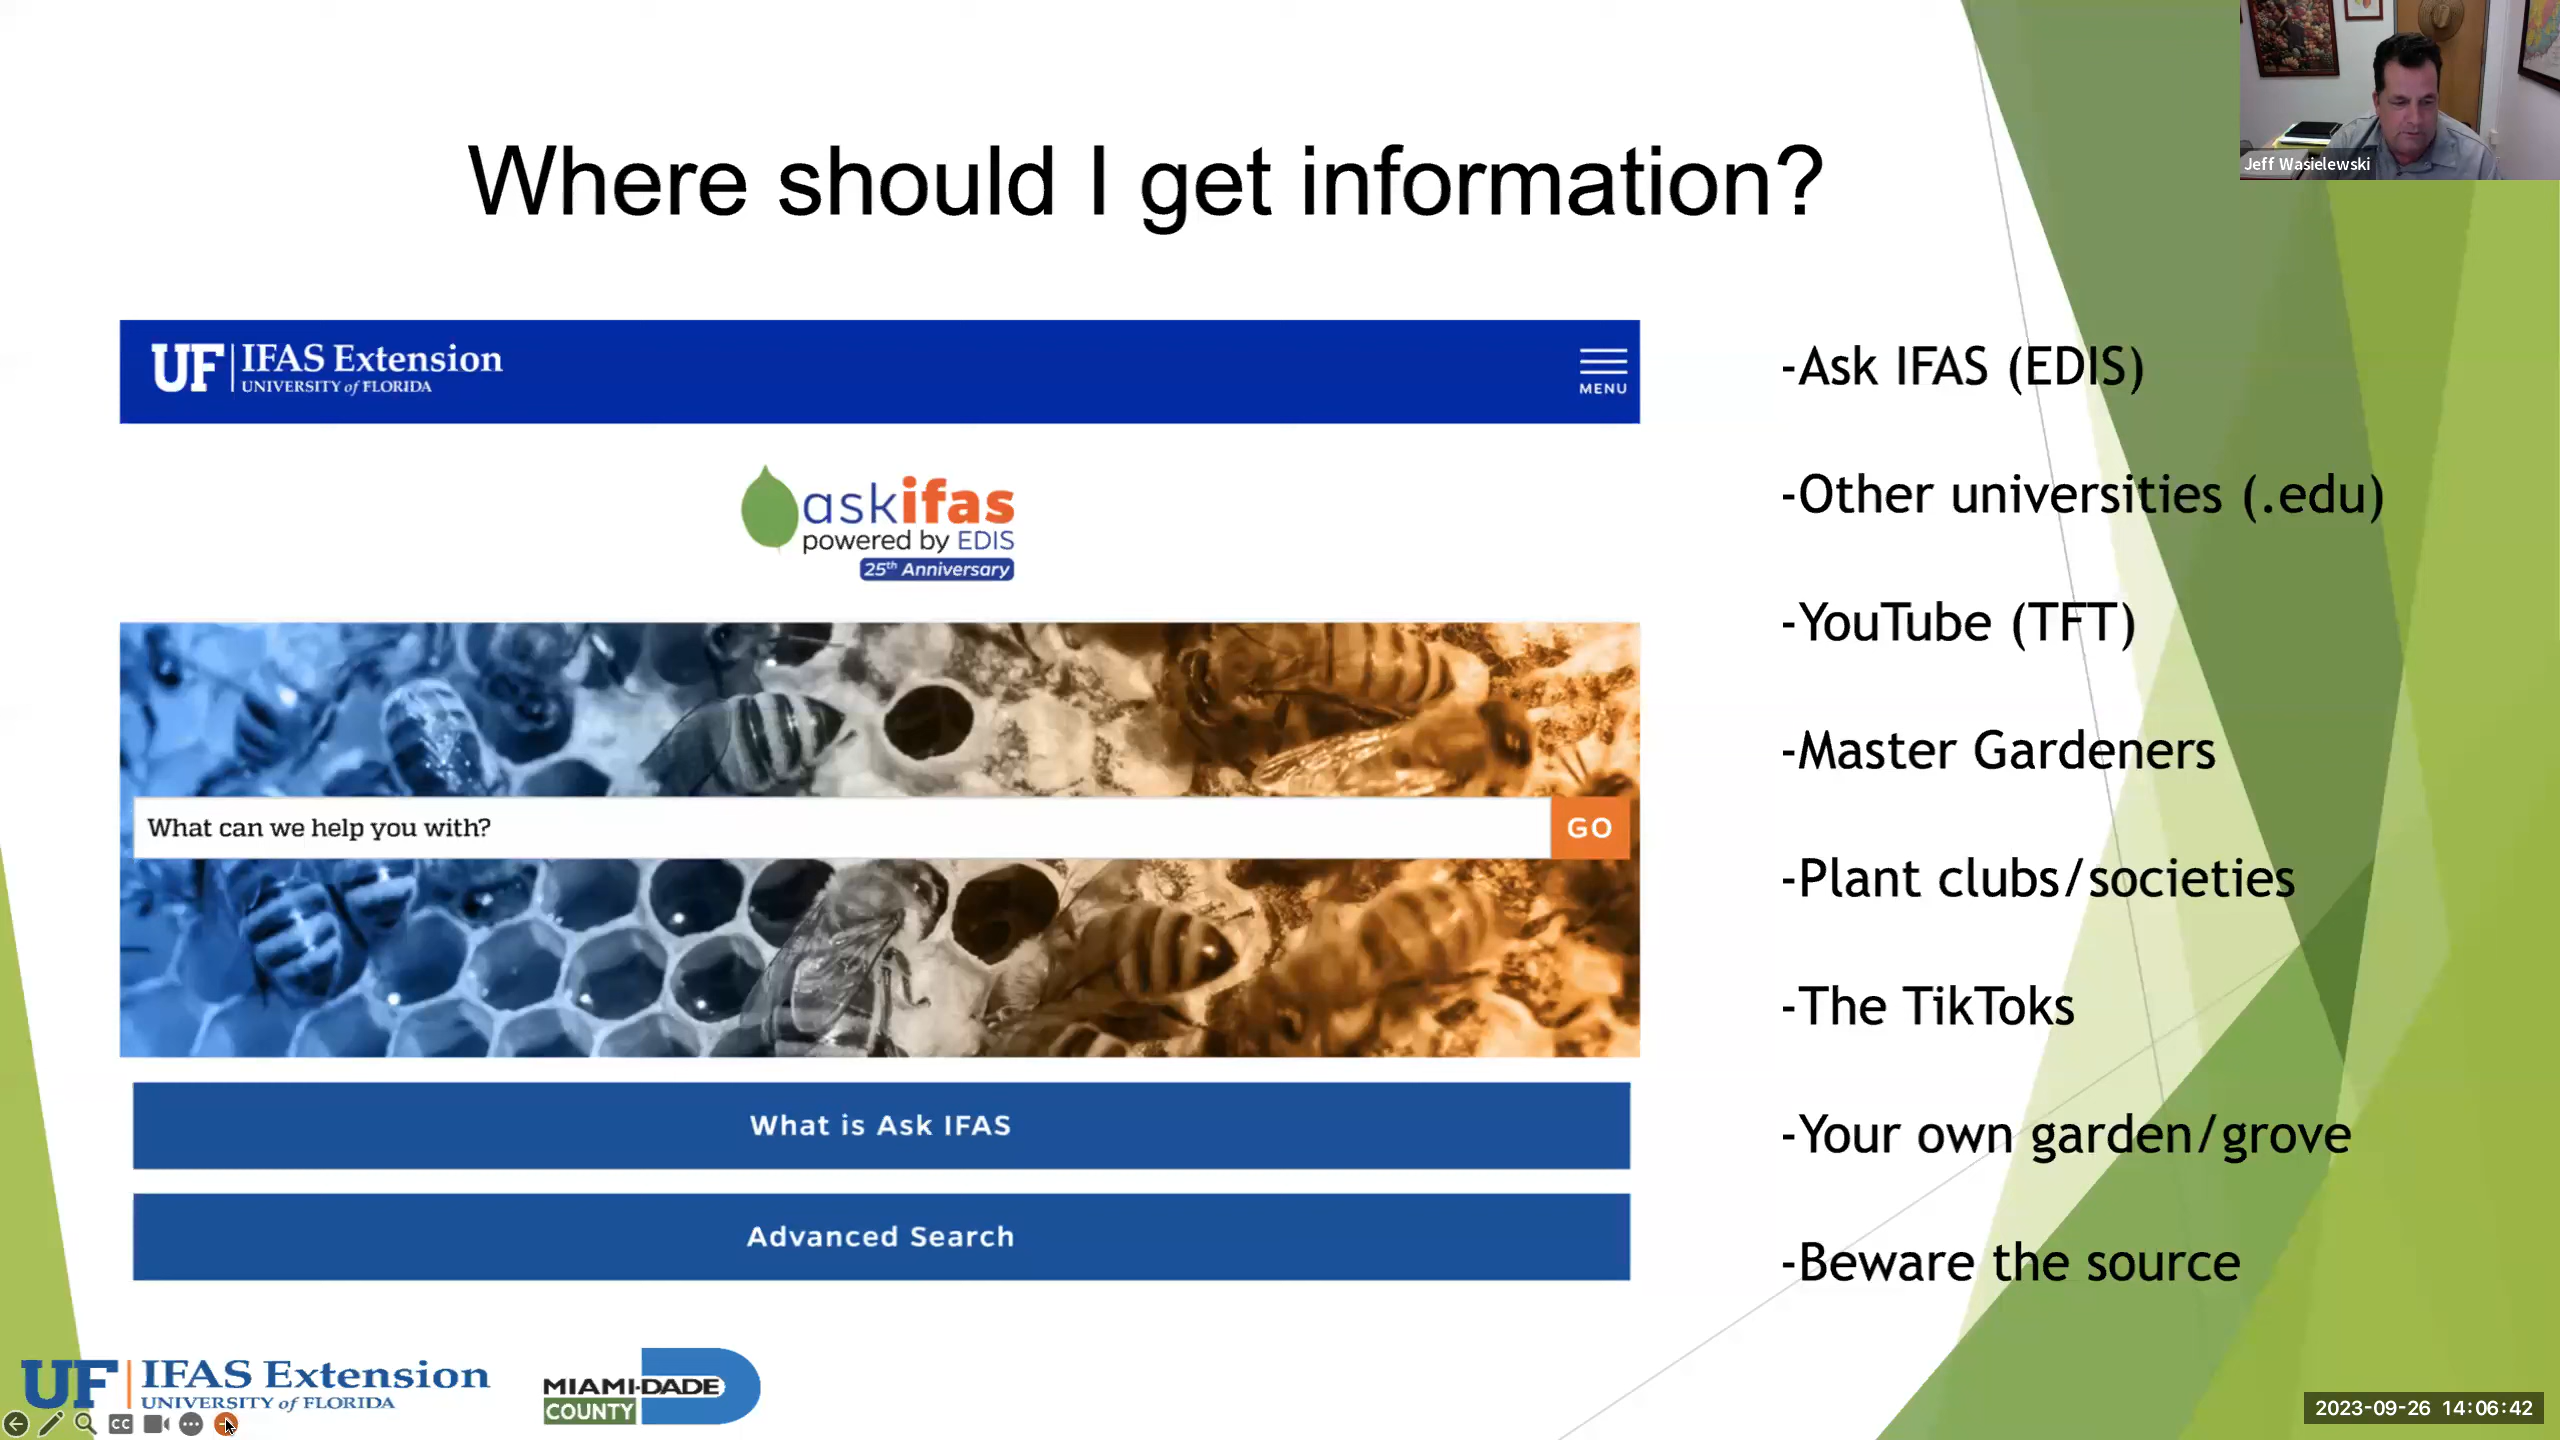 Where should I get information?
Jeff Wasielewski
UF IFAS Extension
UNIVERSITY of FLORIDA
MENU
askifas
powered by EDIS
25th Anniversary
What can we help you with?
GO
What is Ask IFAS
Advanced Search
-Ask IFAS (EDIS)
-Other universities (.edu)
-YouTube (TFT)
-Master Gardeners
-Plant clubs/societies
-The TikToks
-Your own garden/grove
-Beware the source
UF IFAS Extension
UNIVERSITY of FLORIDA
MIAMI-DADE
COUNTY
CC
2023-09-26 14:06:42